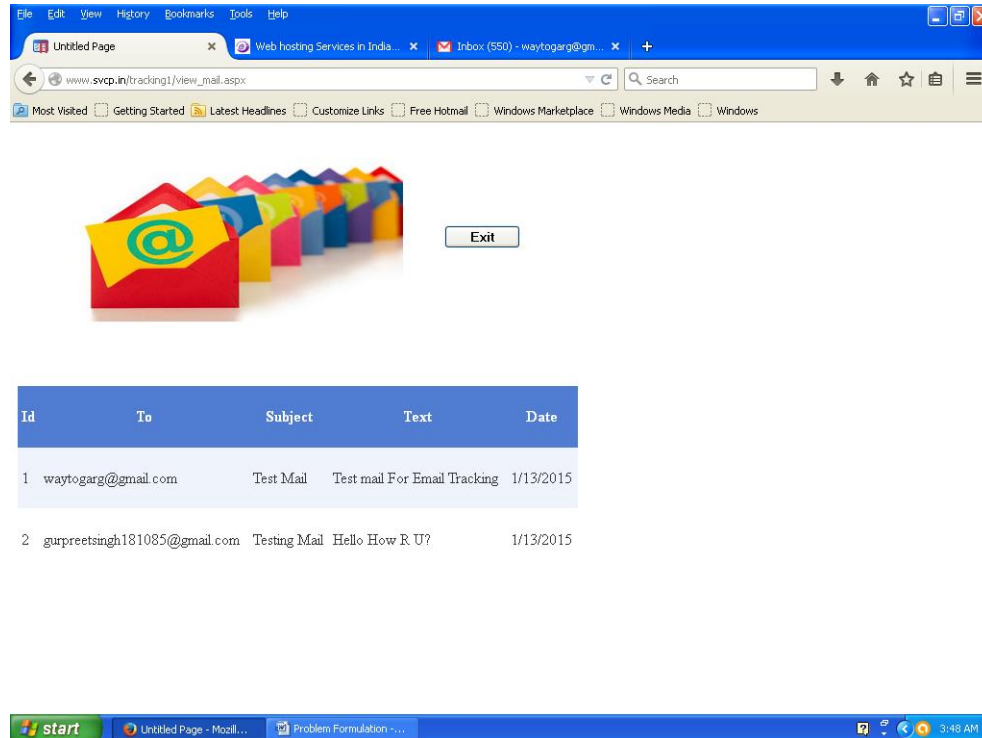 File Edit View History Bookmarks Tools Help
Untitled Page Web hosting Services in India... Inbox (550) - waytogarg@gm...
www.svcp.in/tracking1/view_mail.aspx Search
Most Visited Getting Started Latest Headlines Customize Links Free Hotmail Windows Marketplace Windows Media Windows
@
Exit
Id To Subject Text Date
1 waytogarg@gmail.com Test Mail Test mail For Email Tracking 1/13/2015
2 gurpreetsingh181085@gmail.com Testing Mail Hello How R U? 1/13/2015
start Untitled Page - Mozill... Problem Formulation -... 3:48 AM